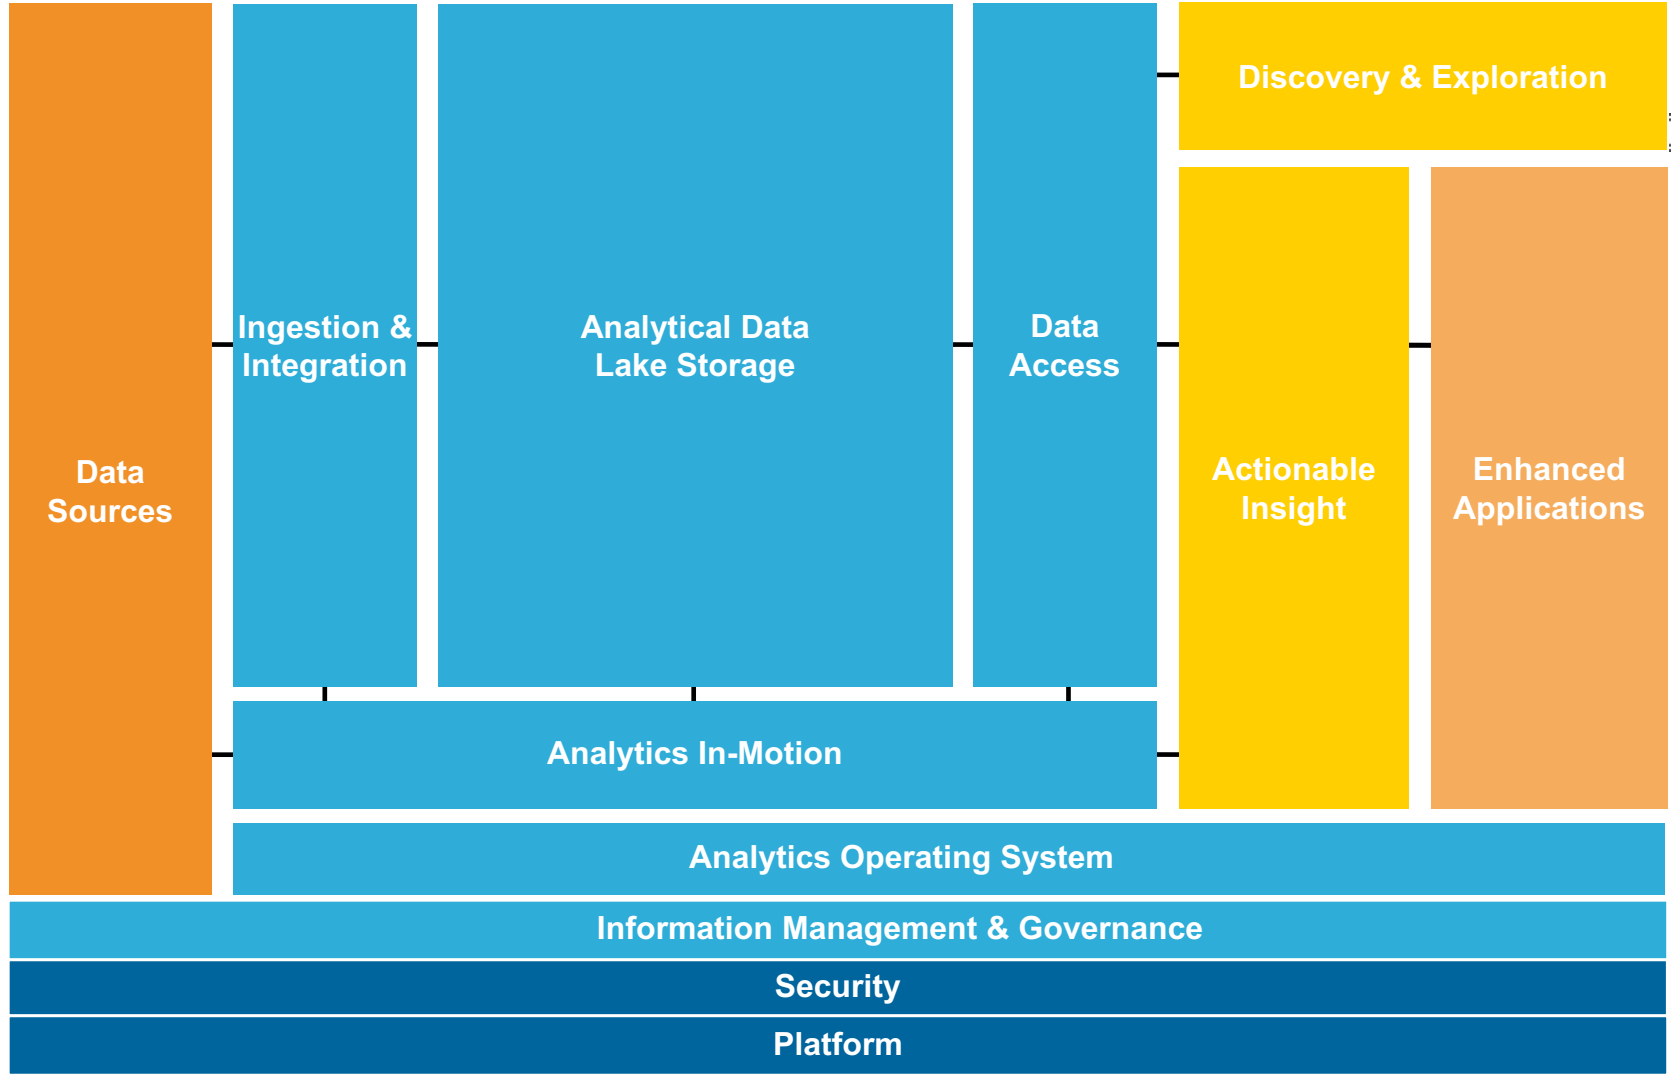 Data
Sources
Ingestion &
Integration
Analytical Data
Lake Storage
Data
Access
Discovery & Exploration
Actionable
Insight
Enhanced
Applications
Analytics In-Motion
Analytics Operating System
Information Management & Governance
Security
Platform